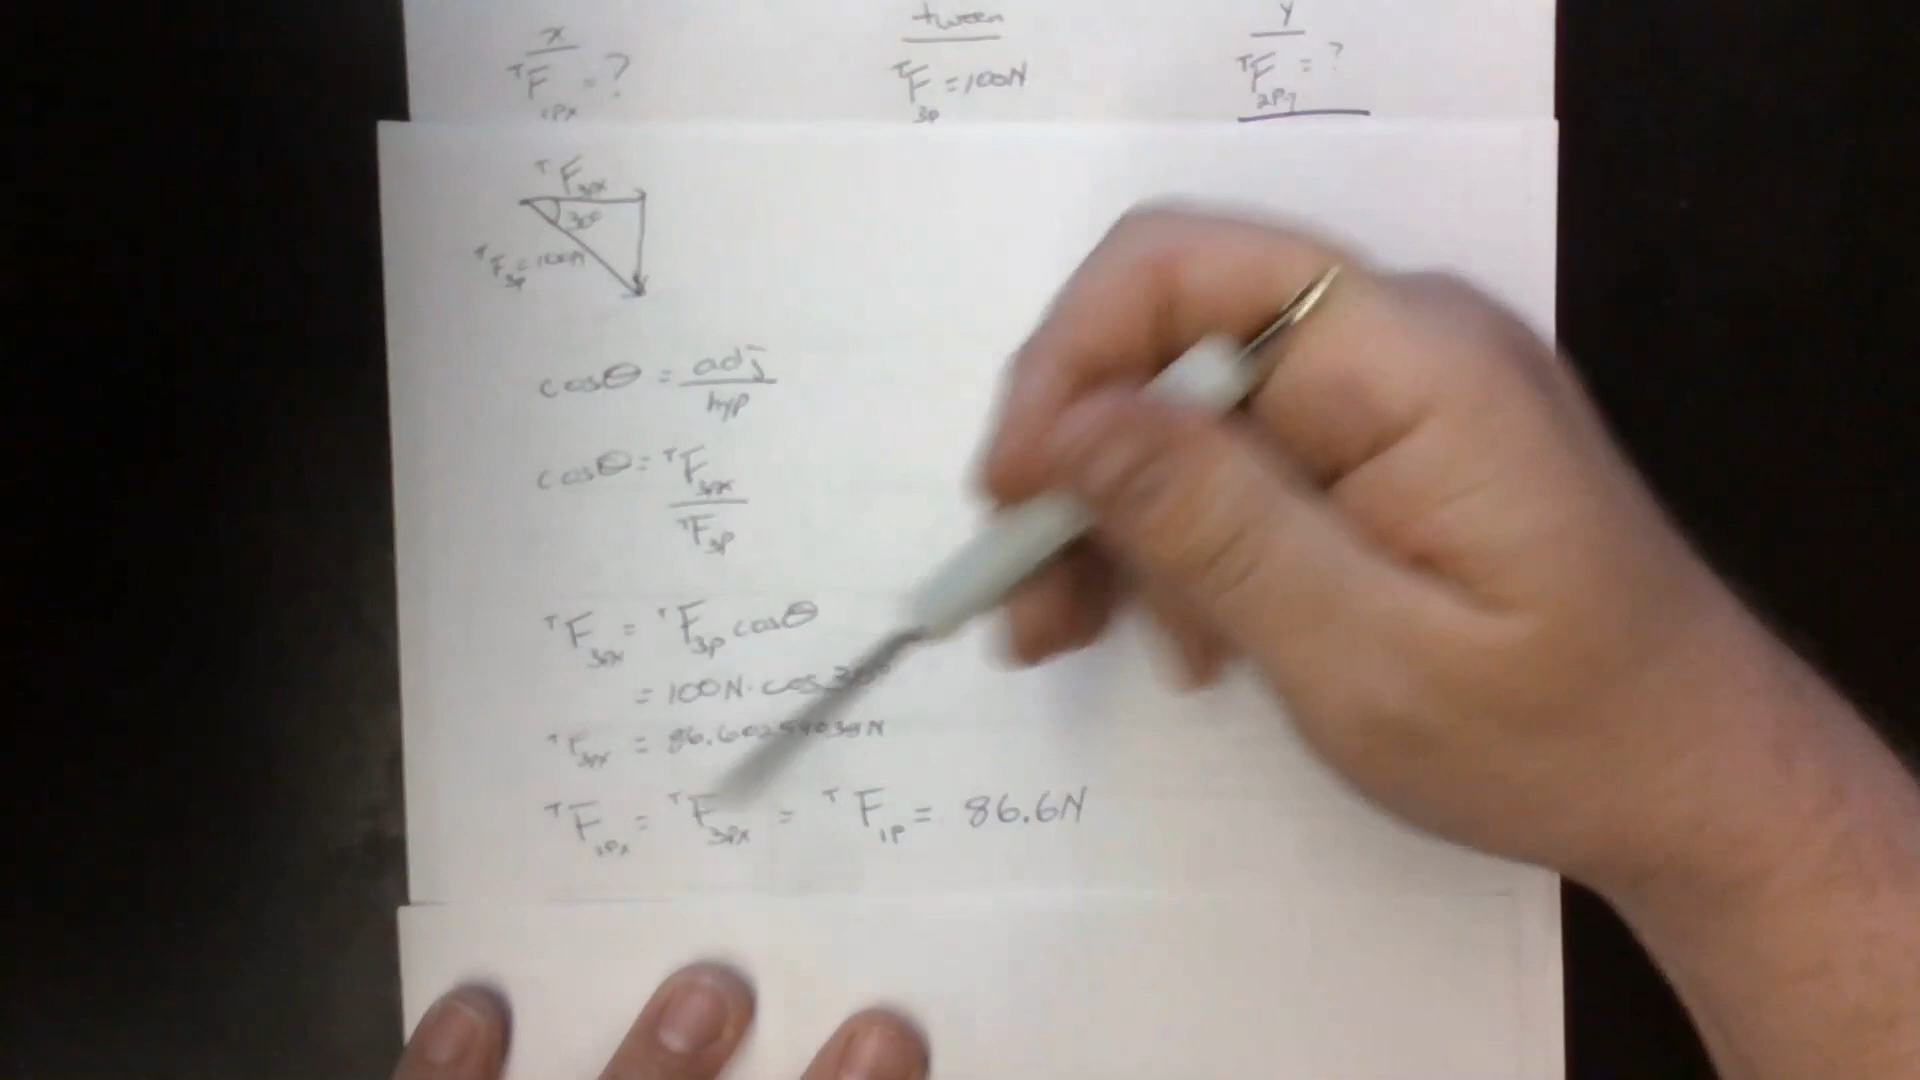 x tween y
ᵀF₁ₚₓ = ? ᵀF₃ₚ = 100N ᵀF₂ₚᵧ = ?
ᵀF₃ₚₓ
30°
ᵀF₃ₚ = 100N
cosθ = adj
hyp
cosθ = ᵀF₃ₚₓ
ᵀF₃ₚ
ᵀF₃ₚₓ = ᵀF₃ₚ cosθ
= 100N · cos 30°
ᵀF₃ₚₓ = 86.60254038N
ᵀF₁ₚₓ = ᵀF₃ₚₓ = ᵀF₁ₚ = 86.6N